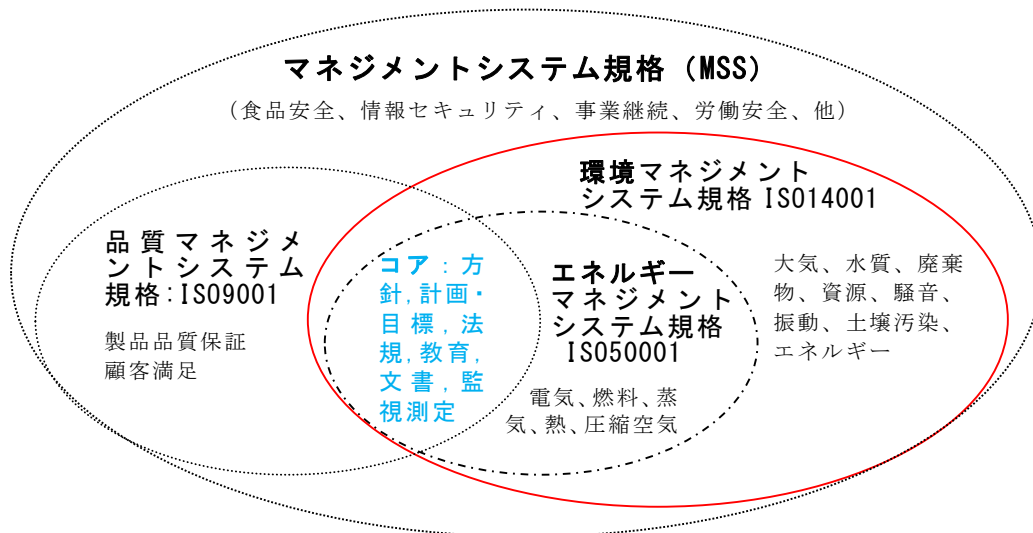 マネジメントシステム規格（MSS）
（食品安全、情報セキュリティ、事業継続、労働安全、他）
環境マネジメント
システム規格 ISO14001
品質マネジメ
ントシステム
規格：ISO9001
製品品質保証
顧客満足
コア：方
針，計画・
目標，法
規，教育，
文書，監
視測定
エネルギー
マネジメント
システム規格
ISO50001
電気、燃料、蒸
気、熱、圧縮空気
大気、水質、廃棄
物、資源、騒音、
振動、土壌汚染、
エネルギー